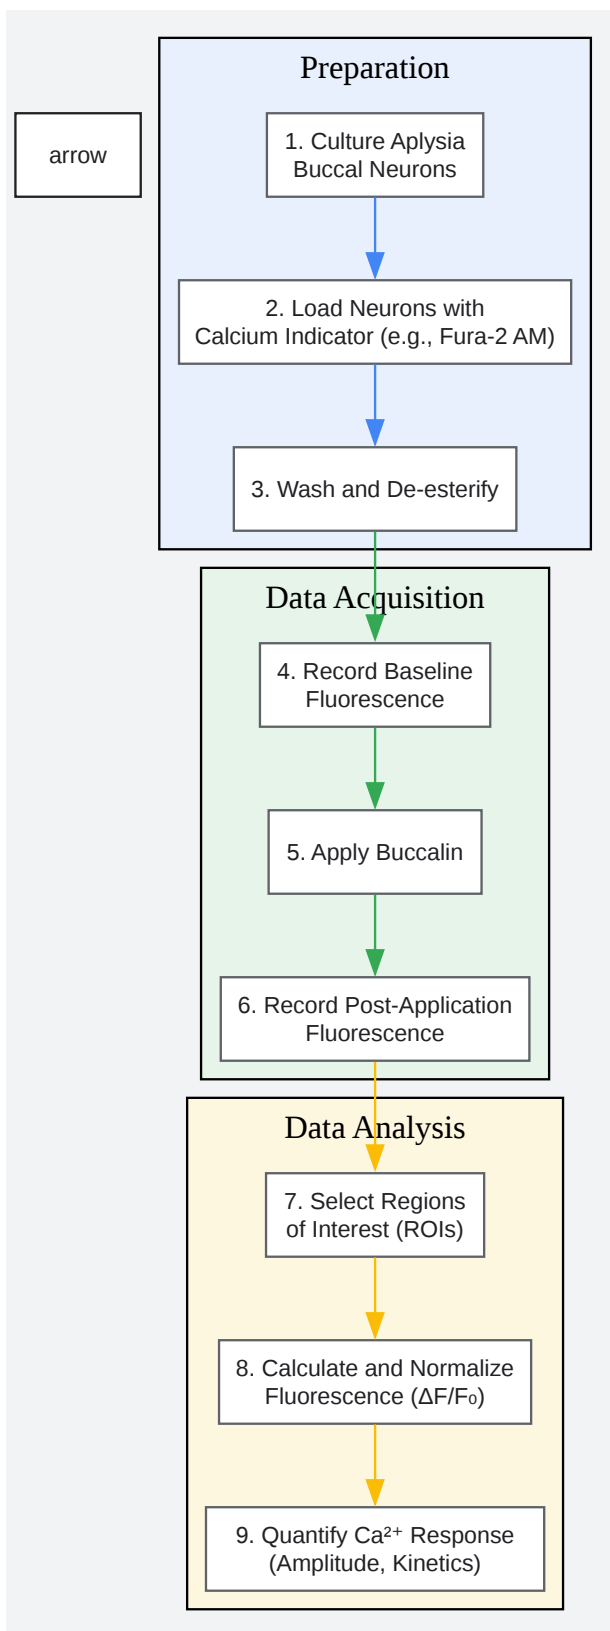 Preparation
arrow
1. Culture Aplysia
Buccal Neurons
2. Load Neurons with
Calcium Indicator (e.g., Fura-2 AM)
3. Wash and De-esterify
Data Acquisition
4. Record Baseline
Fluorescence
5. Apply Buccalin
6. Record Post-Application
Fluorescence
Data Analysis
7. Select Regions
of Interest (ROIs)
8. Calculate and Normalize
Fluorescence (ΔF/F₀)
9. Quantify Ca²⁺ Response
(Amplitude, Kinetics)